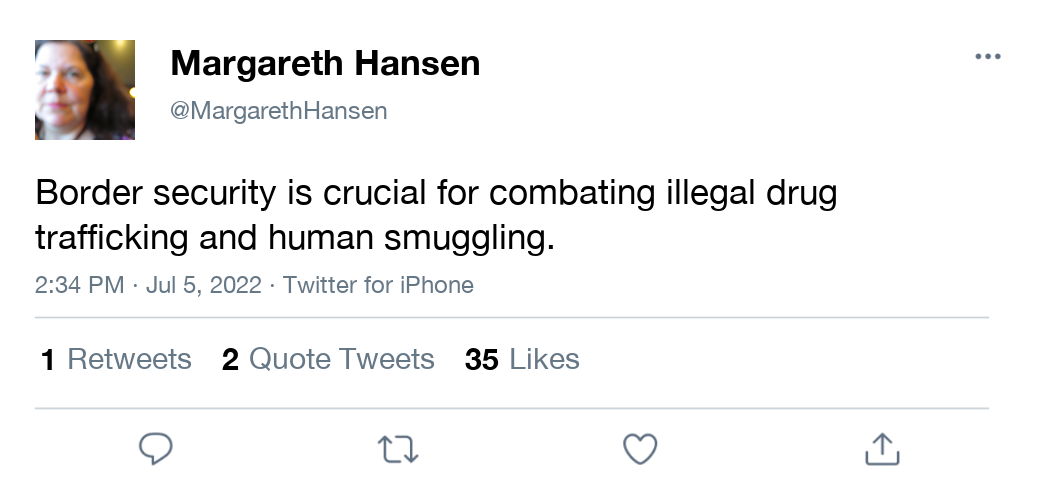 Margareth Hansen
@MargarethHansen
Border security is crucial for combating illegal drug
trafficking and human smuggling.
2:34 PM · Jul 5, 2022 · Twitter for iPhone
1 Retweets 2 Quote Tweets 35 Likes